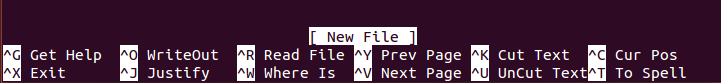 [ New File ]
^G Get Help ^O WriteOut ^R Read File ^Y Prev Page ^K Cut Text ^C Cur Pos
^X Exit ^J Justify ^W Where Is ^V Next Page ^U UnCut Text^T To Spell